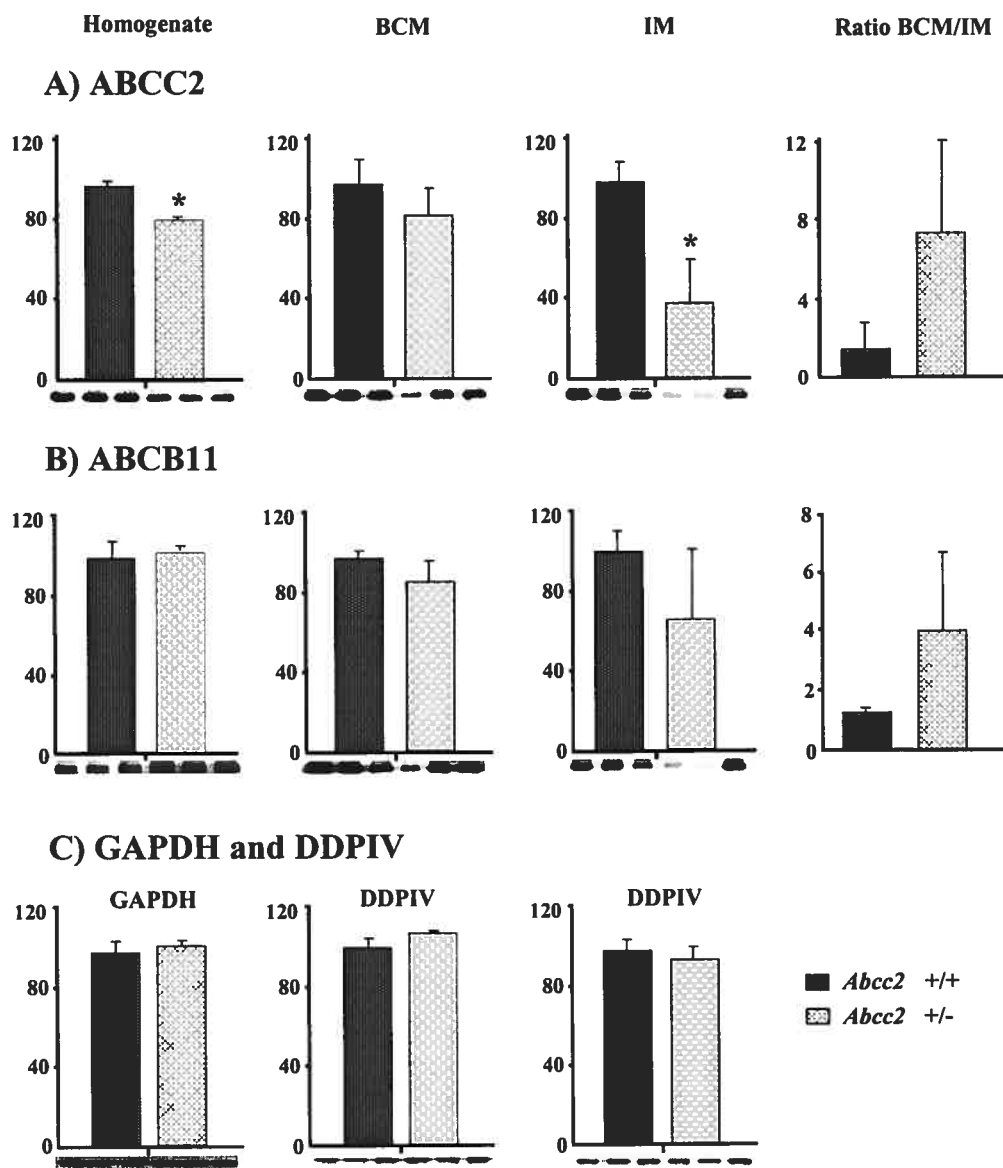 Homogenate BCM IM Ratio BCM/IM
A) ABCC2
120 120 120 12
80 80 80 8
* *
40 40 40 4
0 0 0 0
B) ABCB11
120 120 120 8
80 80 80 6
40 40 40 4
2
0 0 0 0
C) GAPDH and DDPIV
GAPDH DDPIV DDPIV
120 120 120
80 80 80
40 40 40
0 0 0
Abcc2 +/+
Abcc2 +/-